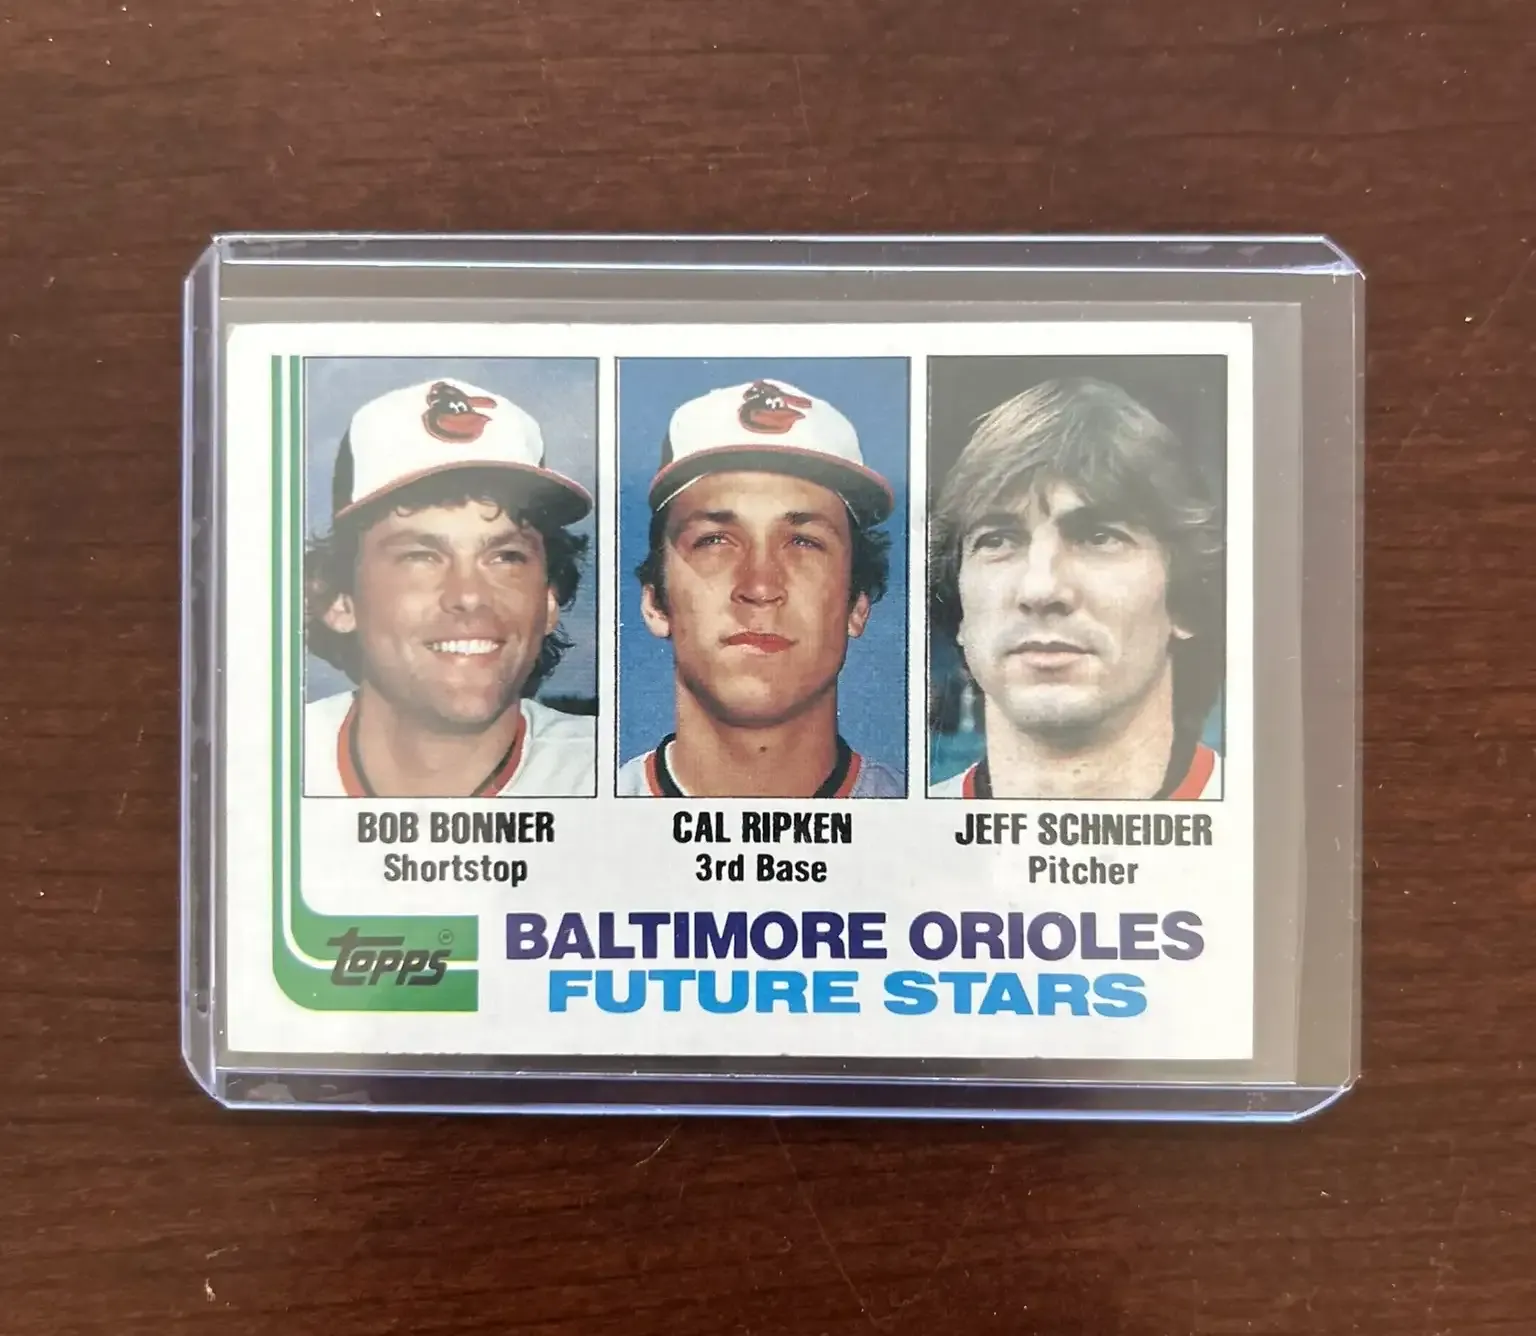 BOB BONNER
Shortstop
CAL RIPKEN
3rd Base
JEFF SCHNEIDER
Pitcher
topps
BALTIMORE ORIOLES
FUTURE STARS